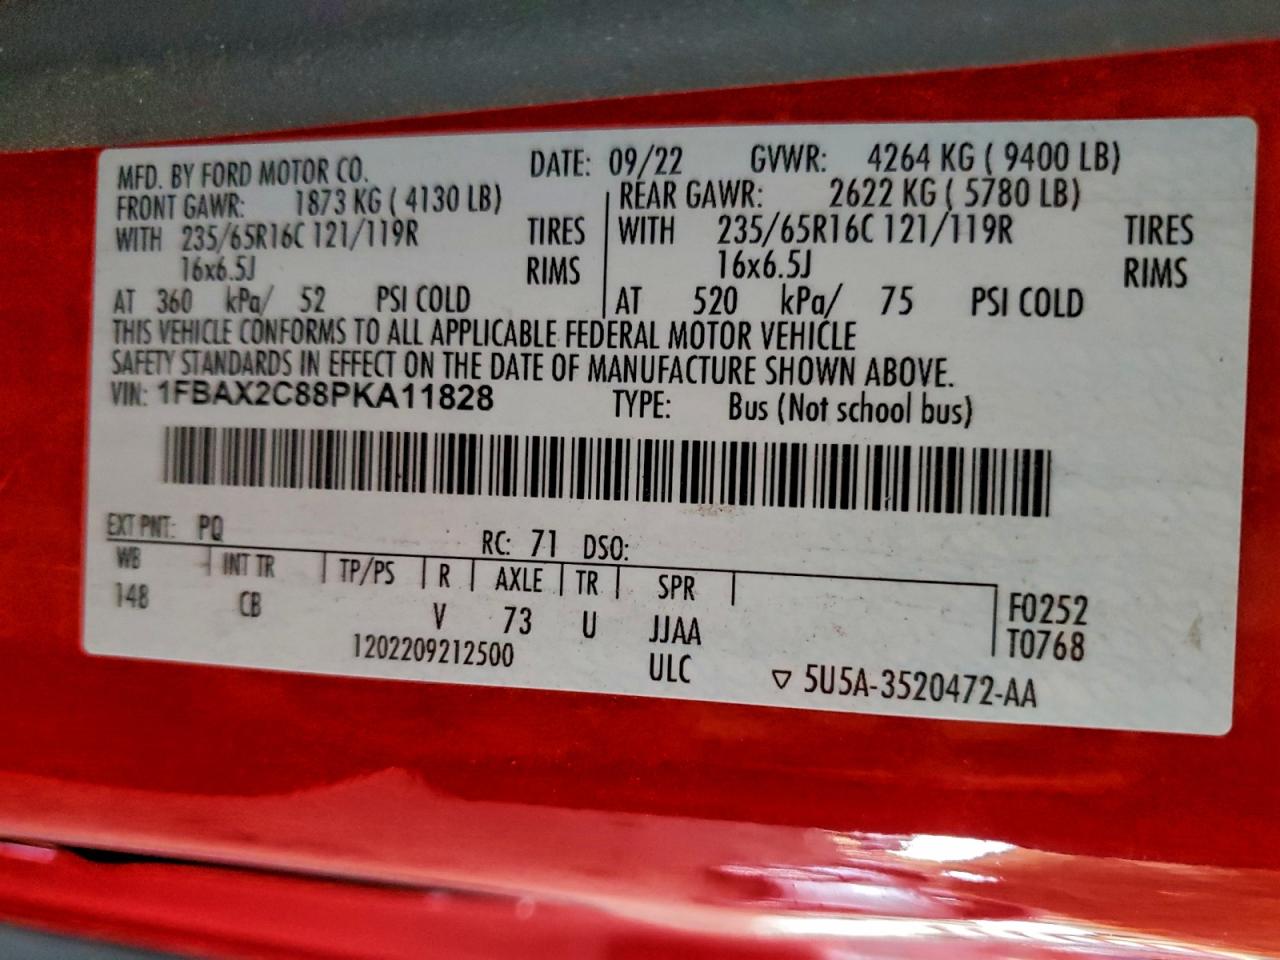 MFD. BY FORD MOTOR CO. DATE: 09/22 GVWR: 4264 KG ( 9400 LB)
FRONT GAWR: 1873 KG ( 4130 LB) REAR GAWR: 2622 KG ( 5780 LB)
WITH 235/65R16C 121/119R TIRES WITH 235/65R16C 121/119R TIRES
16x6.5J RIMS 16x6.5J RIMS
AT 360 kPa/ 52 PSI COLD AT 520 kPa/ 75 PSI COLD
THIS VEHICLE CONFORMS TO ALL APPLICABLE FEDERAL MOTOR VEHICLE
SAFETY STANDARDS IN EFFECT ON THE DATE OF MANUFACTURE SHOWN ABOVE.
VIN: 1FBAX2C88PKA11828 TYPE: Bus (Not school bus)
EXT PNT: PQ RC: 71 DSO:
WB INT TR TP/PS R AXLE TR SPR F0252
148 CB V 73 U JJAA T0768
1202209212500 ULC ▽ 5U5A-3520472-AA